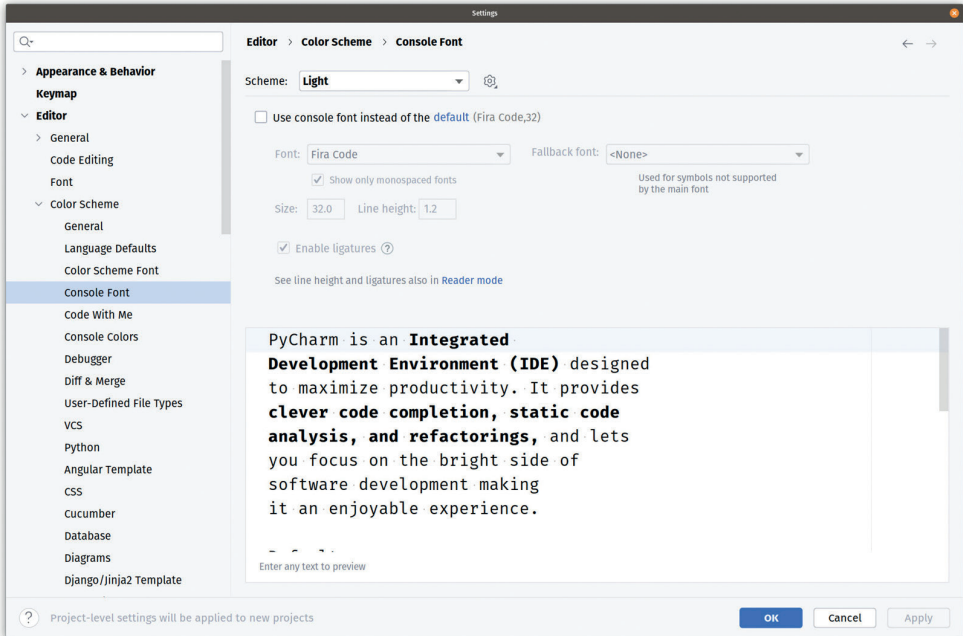 Settings
Appearance & Behavior
Keymap
Editor
General
Code Editing
Font
Color Scheme
General
Language Defaults
Color Scheme Font
Console Font
Code With Me
Console Colors
Debugger
Diff & Merge
User-Defined File Types
VCS
Python
Angular Template
CSS
Cucumber
Database
Diagrams
Django/Jinja2 Template
Editor > Color Scheme > Console Font
Scheme: Light
Use console font instead of the default (Fira Code,32)
Font: Fira Code
Fallback font: <None>
Show only monospaced fonts
Used for symbols not supported
by the main font
Size: 32.0 Line height: 1.2
Enable ligatures ?
See line height and ligatures also in Reader mode
PyCharm is an Integrated
Development Environment (IDE) designed
to maximize productivity. It provides
clever code completion, static code
analysis, and refactorings, and lets
you focus on the bright side of
software development making
it an enjoyable experience.
Enter any text to preview
? Project-level settings will be applied to new projects
OK Cancel Apply